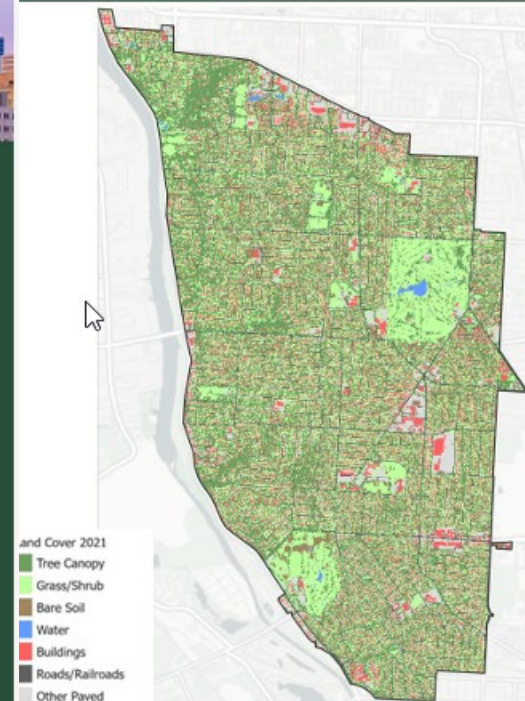 and Cover 2021
Tree Canopy
Grass/Shrub
Bare Soil
Water
Buildings
Roads/Railroads
Other Paved